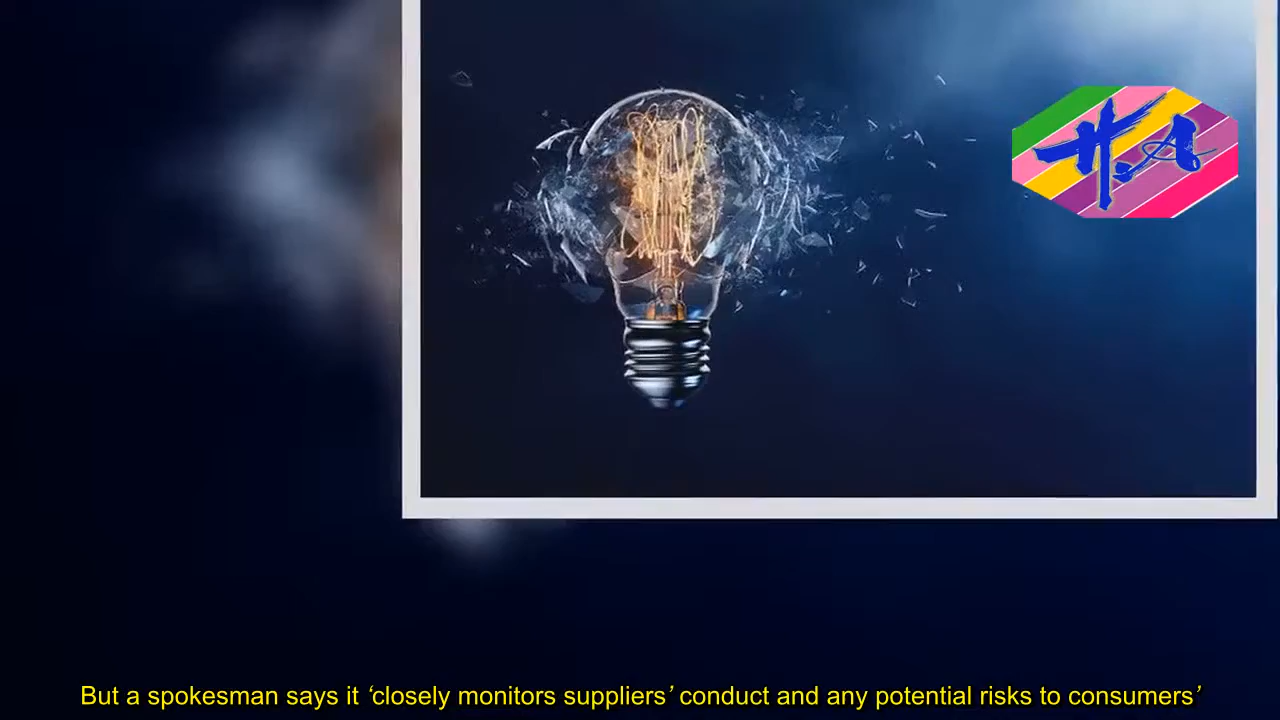 H.A
But a spokesman says it ‘closely monitors suppliers’ conduct and any potential risks to consumers’